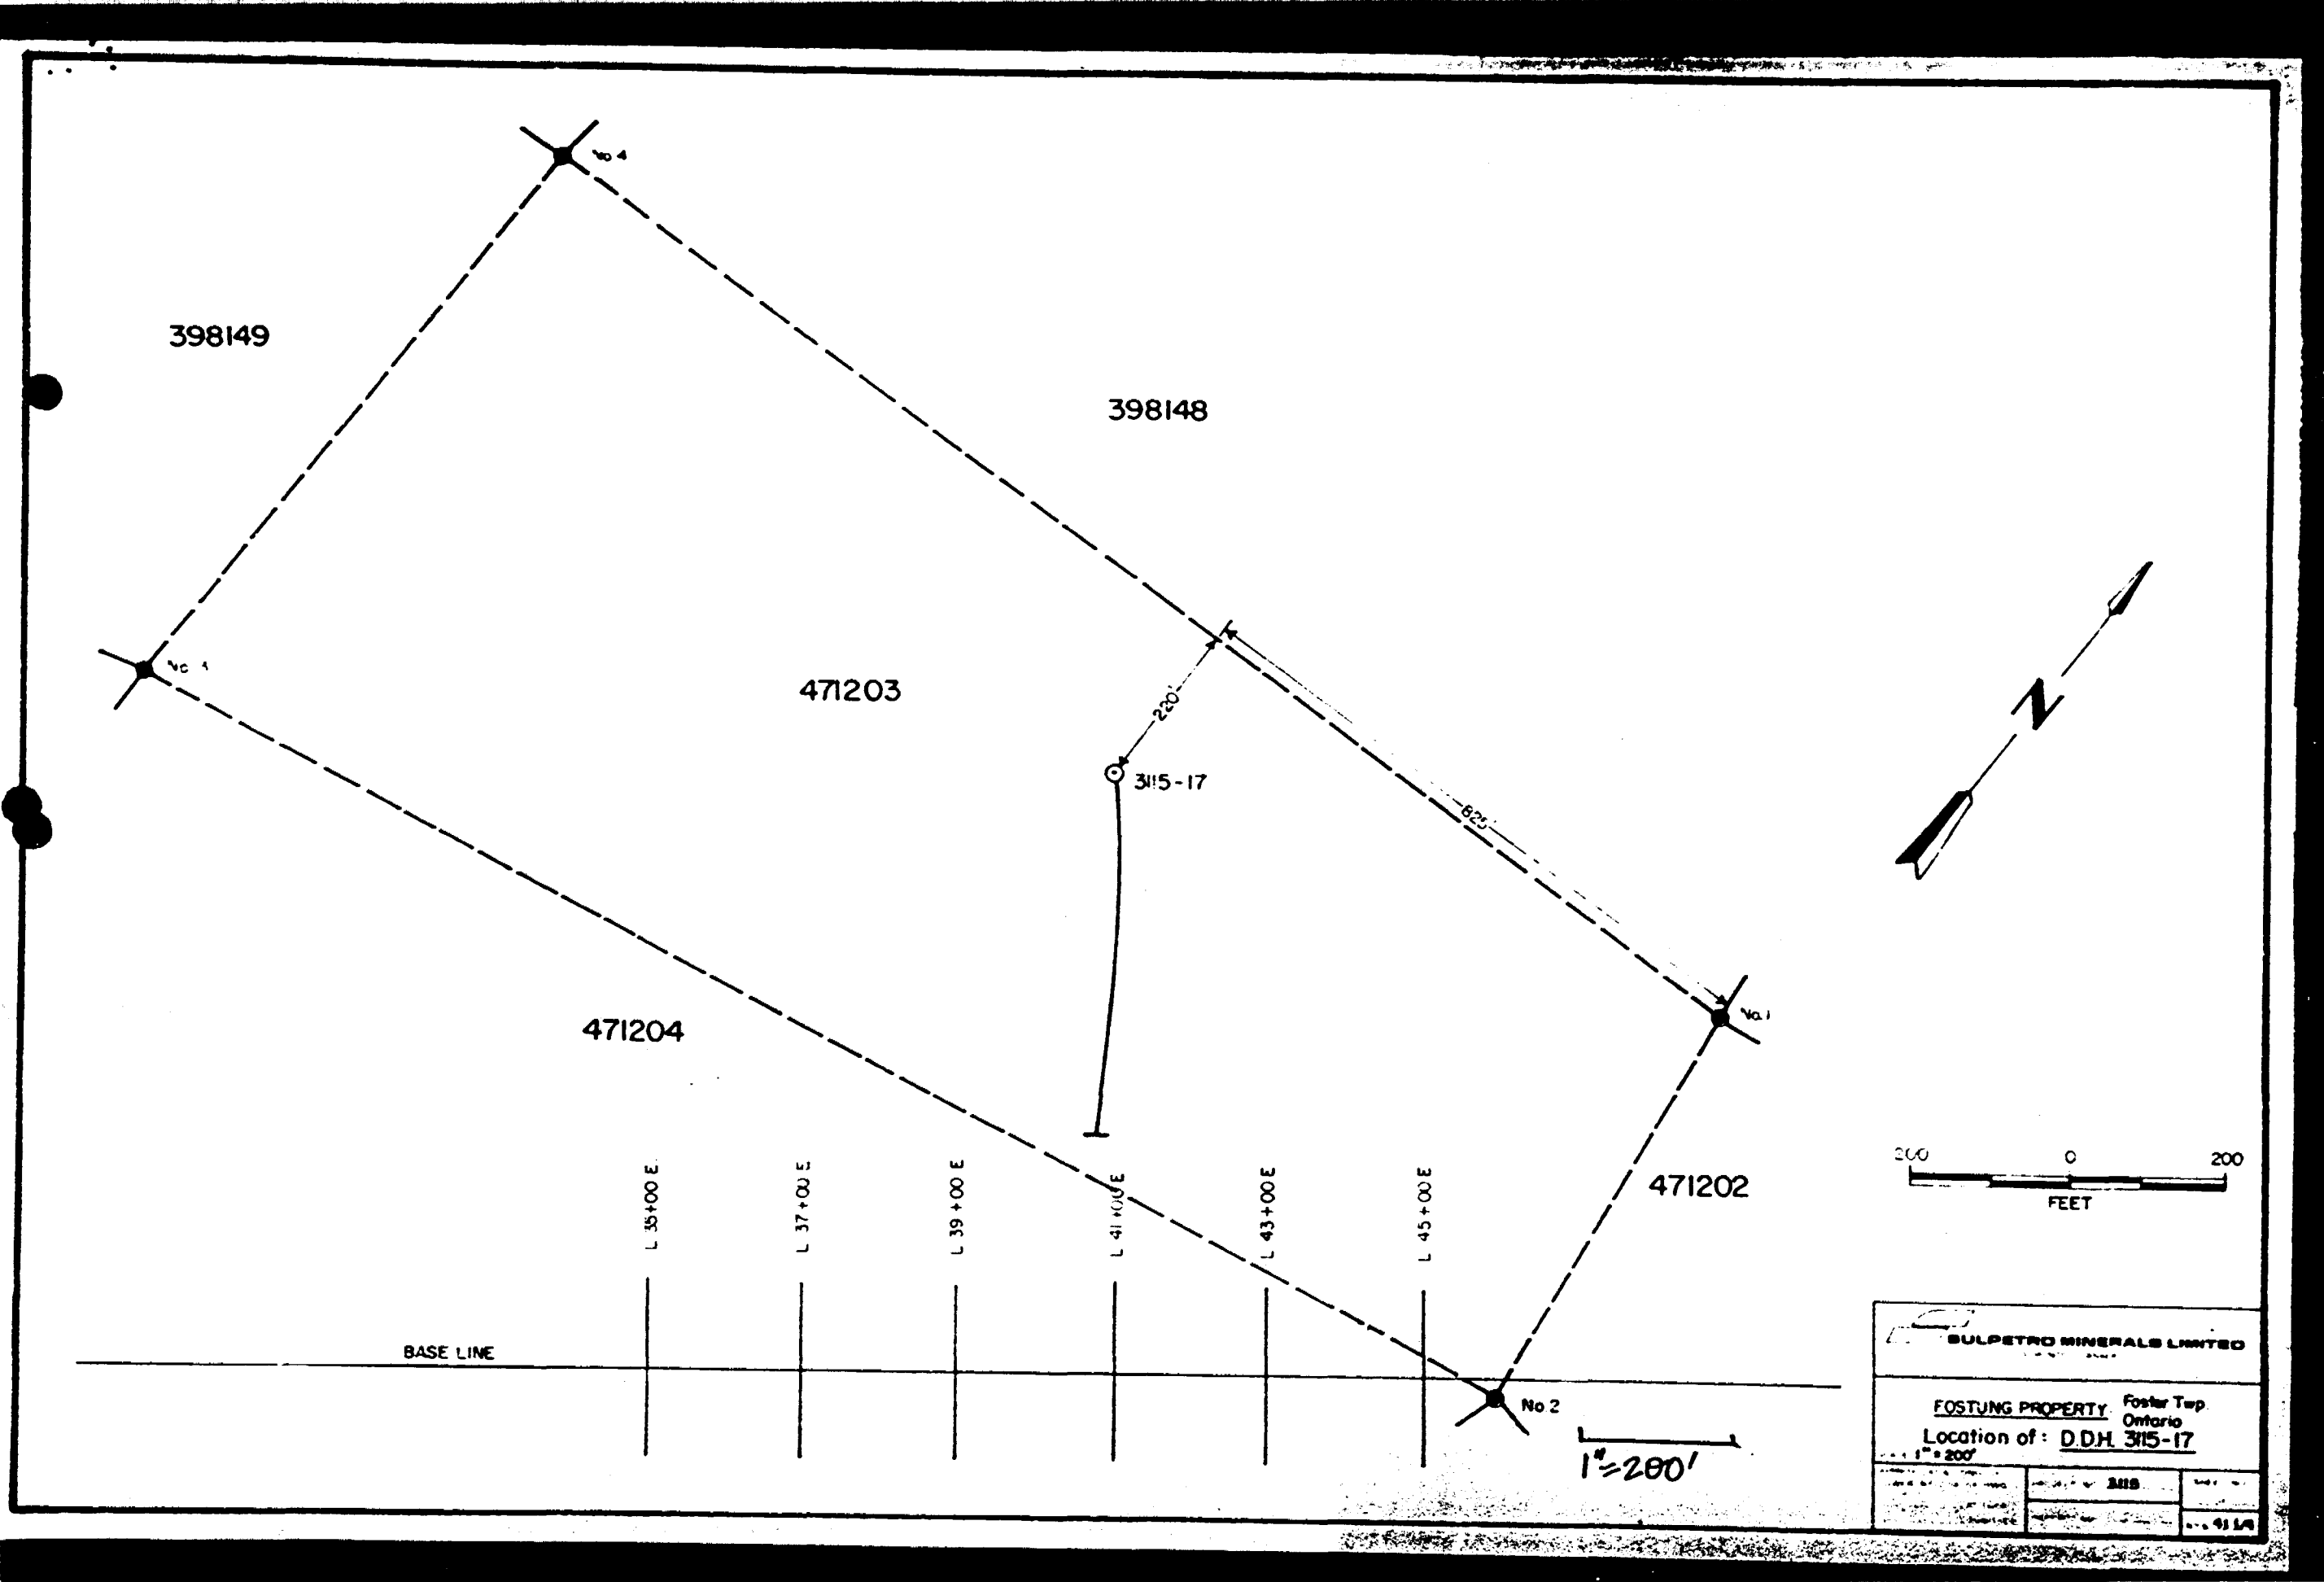 No 4
398149
398148
471203
220'
3115-17
825'
N
No. 1
471204
471202
200 0 200
FEET
L 35+00 E
L 37+00 E
L 39+00 E
L 41+00 E
L 43+00 E
L 45+00 E
BASE LINE
No 2
1"=200'
SULPETRO MINERALS LIMITED
FOSTUNG PROPERTY Foster Twp.
Ontario
Location of: D.D.H. 3115-17
1" = 200'
3115